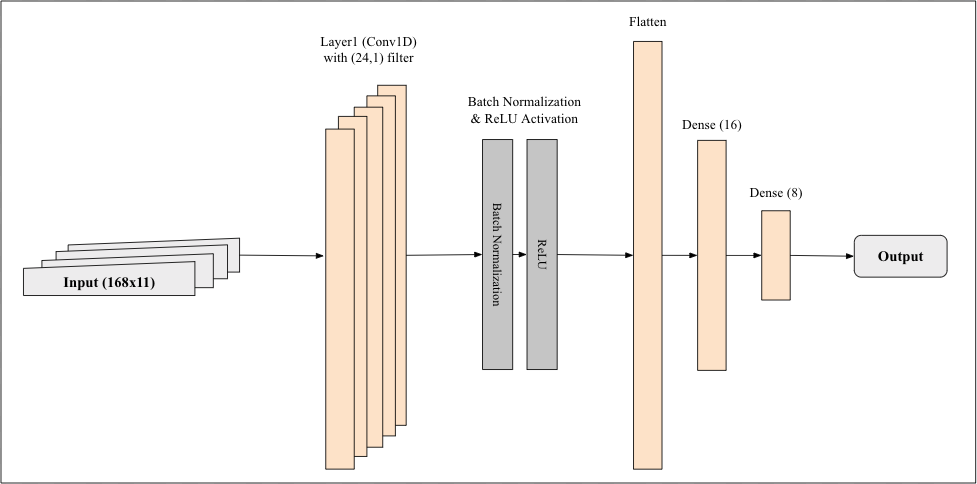 Flatten
Layer1 (Conv1D)
with (24,1) filter
Batch Normalization
& ReLU Activation
Dense (16)
Dense (8)
Input (168x11)
Batch Normalization
ReLU
Output